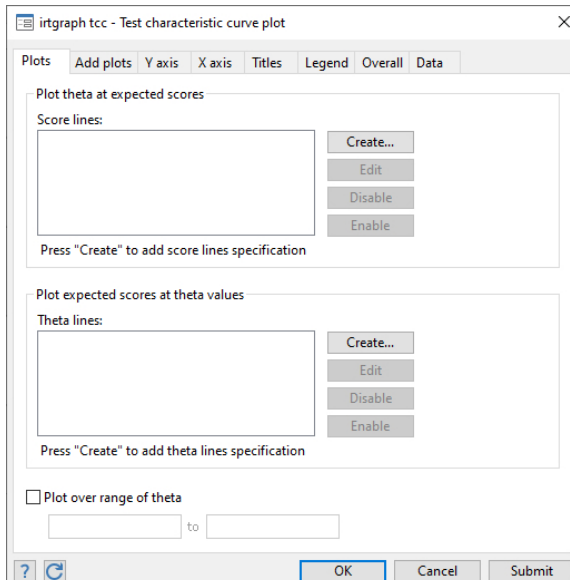 irtgraph tcc - Test characteristic curve plot
Plots Add plots Y axis X axis Titles Legend Overall Data
Plot theta at expected scores
Score lines:
Create...
Edit
Disable
Enable
Press "Create" to add score lines specification
Plot expected scores at theta values
Theta lines:
Create...
Edit
Disable
Enable
Press "Create" to add theta lines specification
Plot over range of theta
to
? OK Cancel Submit